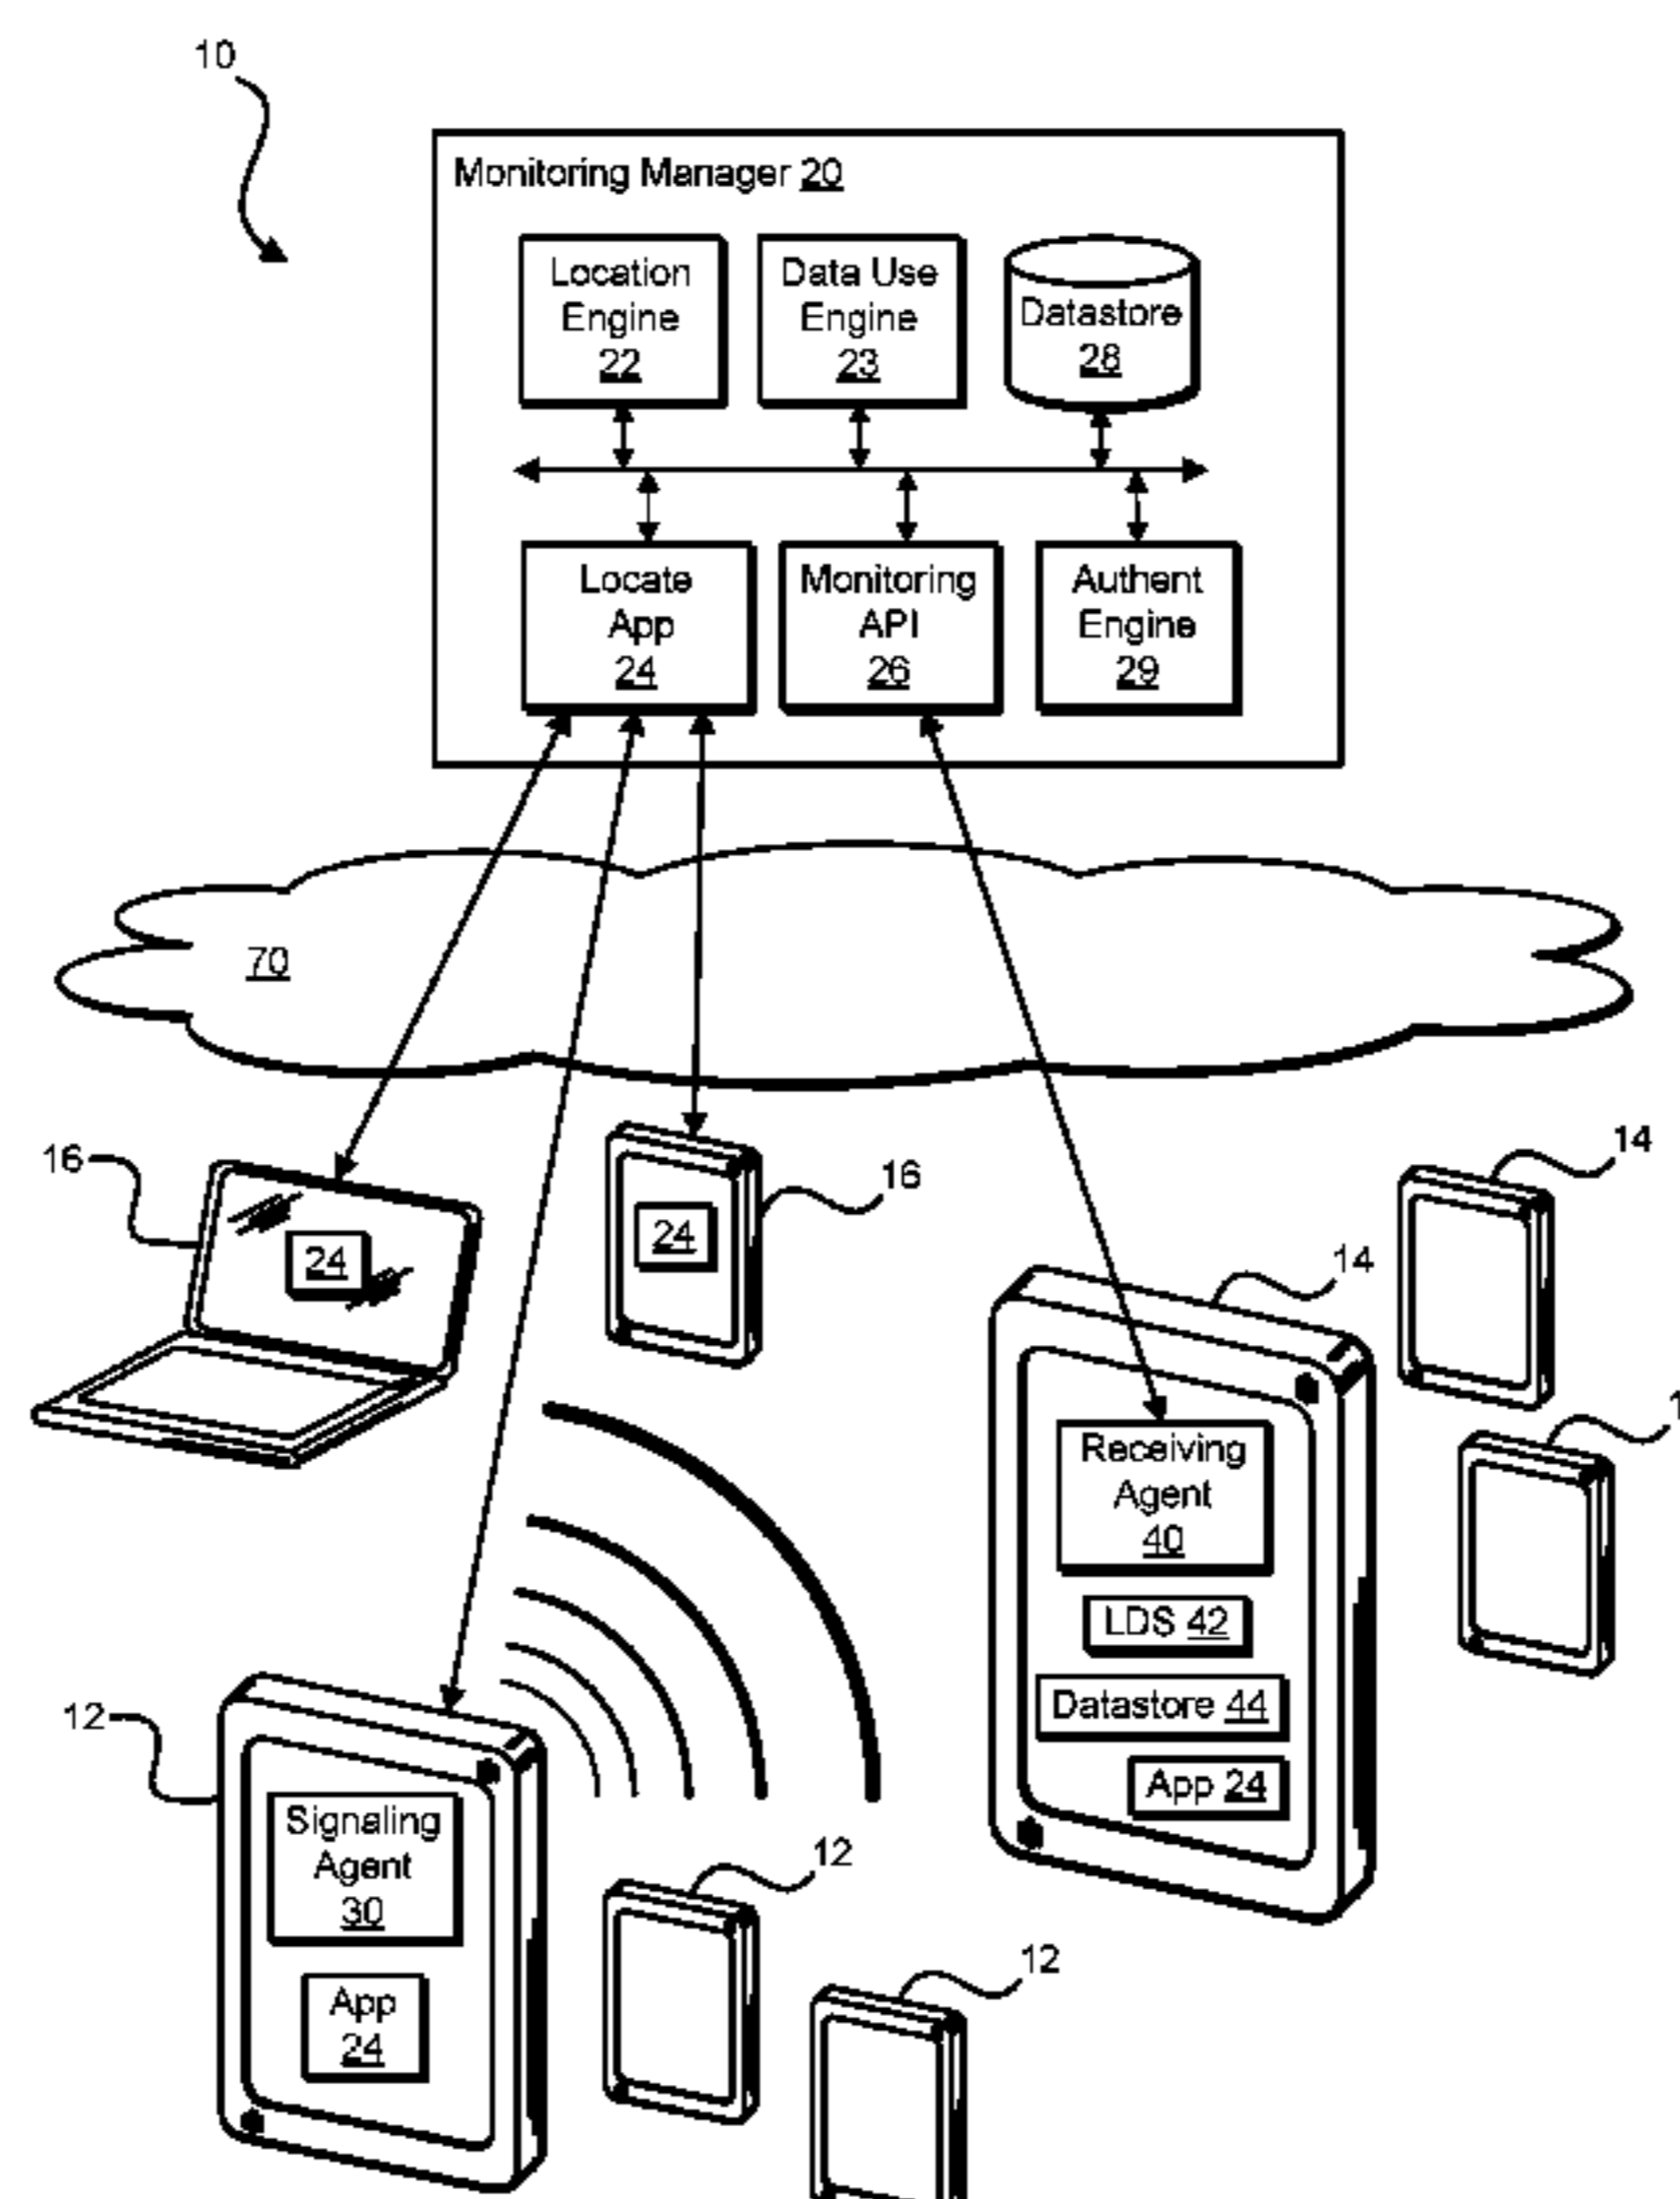 10
Monitoring Manager 20
Location
Engine
22
Data Use
Engine
23
Datastore
28
Locate
App
24
Monitoring
API
26
Authent
Engine
29
70
16
24
24
16
14
14
Receiving
Agent
40
LDS 42
Datastore 44
App 24
12
Signaling
Agent
30
App
24
12
12